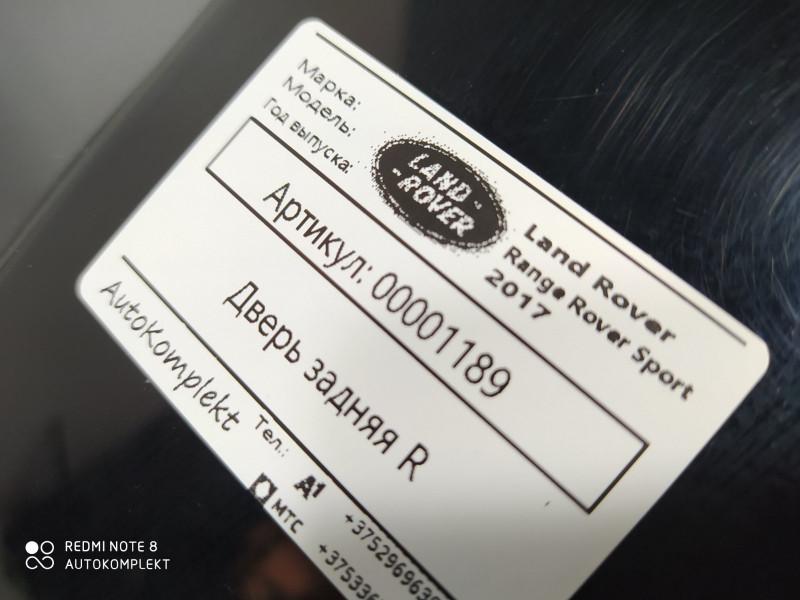 Марка:
Модель:
Год выпуска:
LAND
ROVER
Land Rover
Range Rover Sport
2017
Артикул: 00001189
Дверь задняя R
AutoKomplekt
Тел.:
A1
МТС
REDMI NOTE 8
AUTOKOMPLEKT